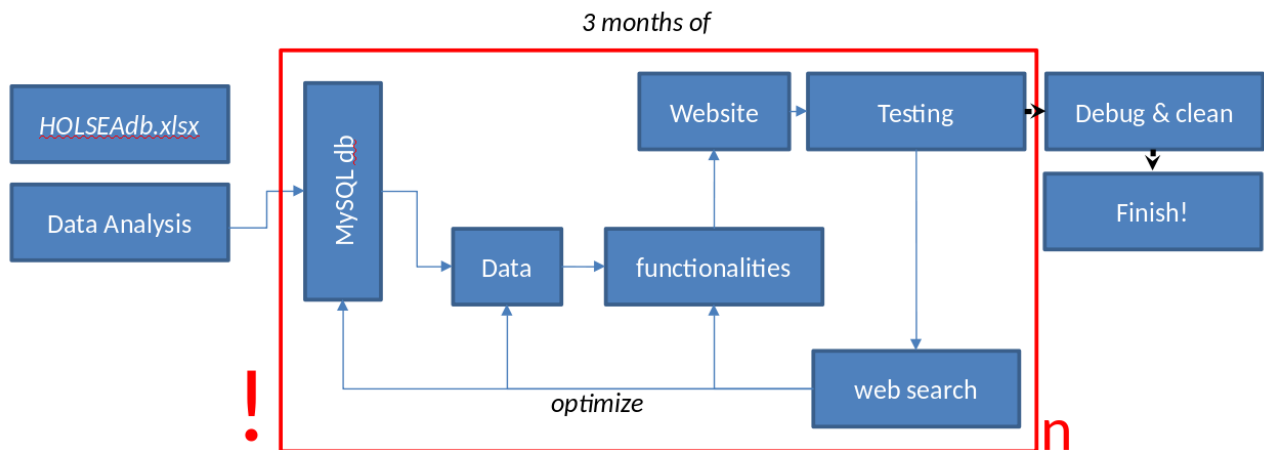 3 months of
HOLSEAdb.xlsx
Data Analysis
MySQL db
Data
functionalities
Website
Testing
Debug & clean
Finish!
web search
optimize
!
n